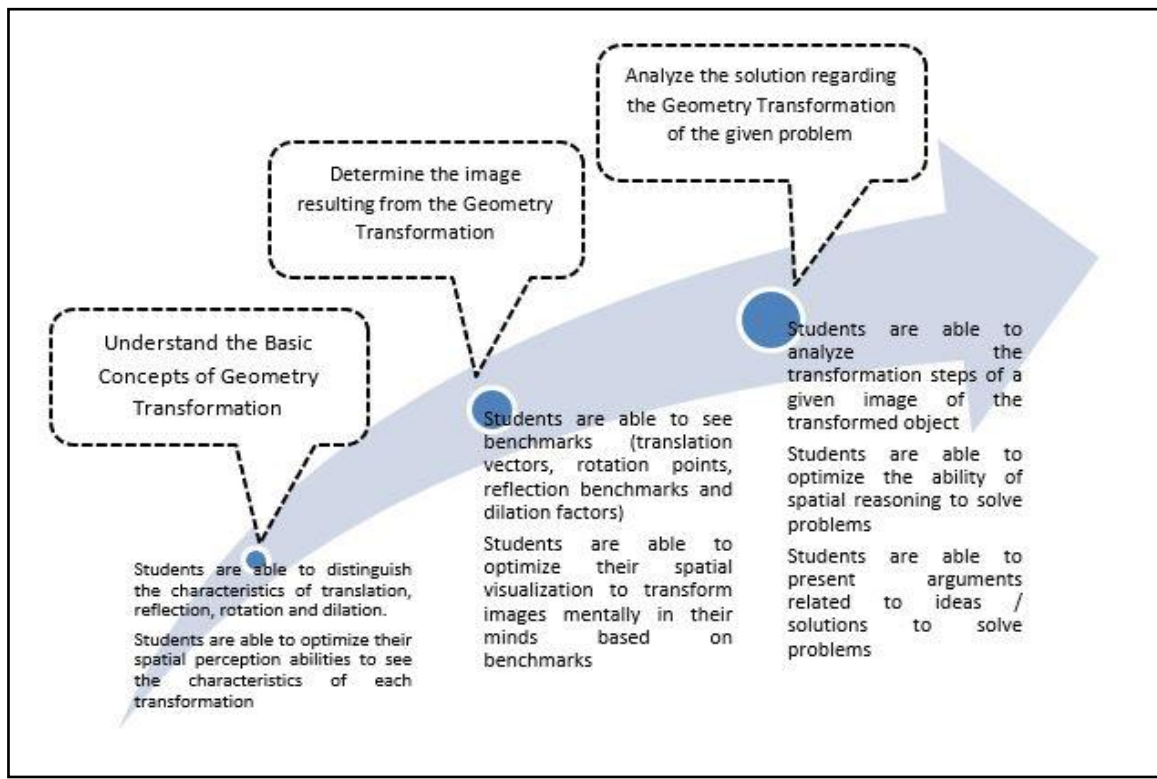 Analyze the solution regarding
the Geometry Transformation
of the given problem
Determine the image
resulting from the Geometry
Transformation
Understand the Basic
Concepts of Geometry
Transformation
Students are able to distinguish
the characteristics of translation,
reflection, rotation and dilation.
Students are able to optimize their
spatial perception abilities to see
the characteristics of each
transformation
Students are able to see
benchmarks (translation
vectors, rotation points,
reflection benchmarks and
dilation factors)
Students are able to
optimize their spatial
visualization to transform
images mentally in their
minds based on
benchmarks
Students are able to
analyze the
transformation steps of a
given image of the
transformed object
Students are able to
optimize the ability of
spatial reasoning to solve
problems
Students are able to
present arguments
related to ideas /
solutions to solve
problems